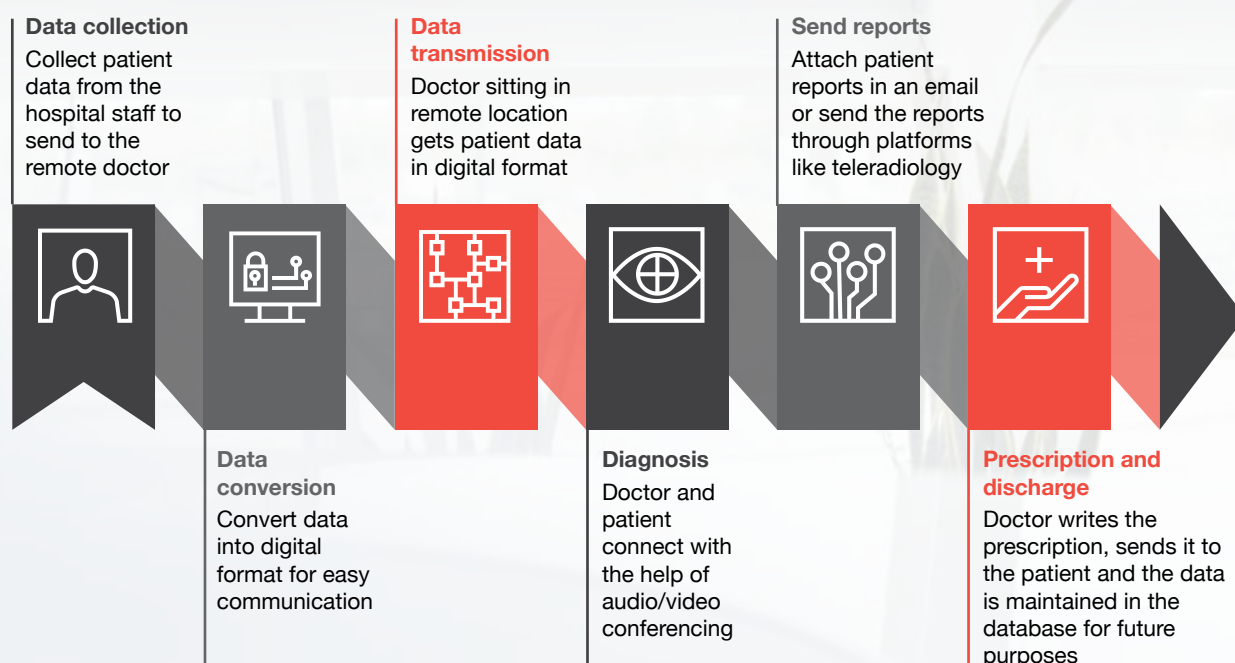 Data collection
Collect patient
data from the
hospital staff to
send to the
remote doctor
Data
conversion
Convert data
into digital
format for easy
communication
Data
transmission
Doctor sitting in
remote location
gets patient data
in digital format
Diagnosis
Doctor and
patient
connect with
the help of
audio/video
conferencing
Send reports
Attach patient
reports in an email
or send the reports
through platforms
like teleradiology
Prescription and
discharge
Doctor writes the
prescription, sends it to
the patient and the data
is maintained in the
database for future
purposes